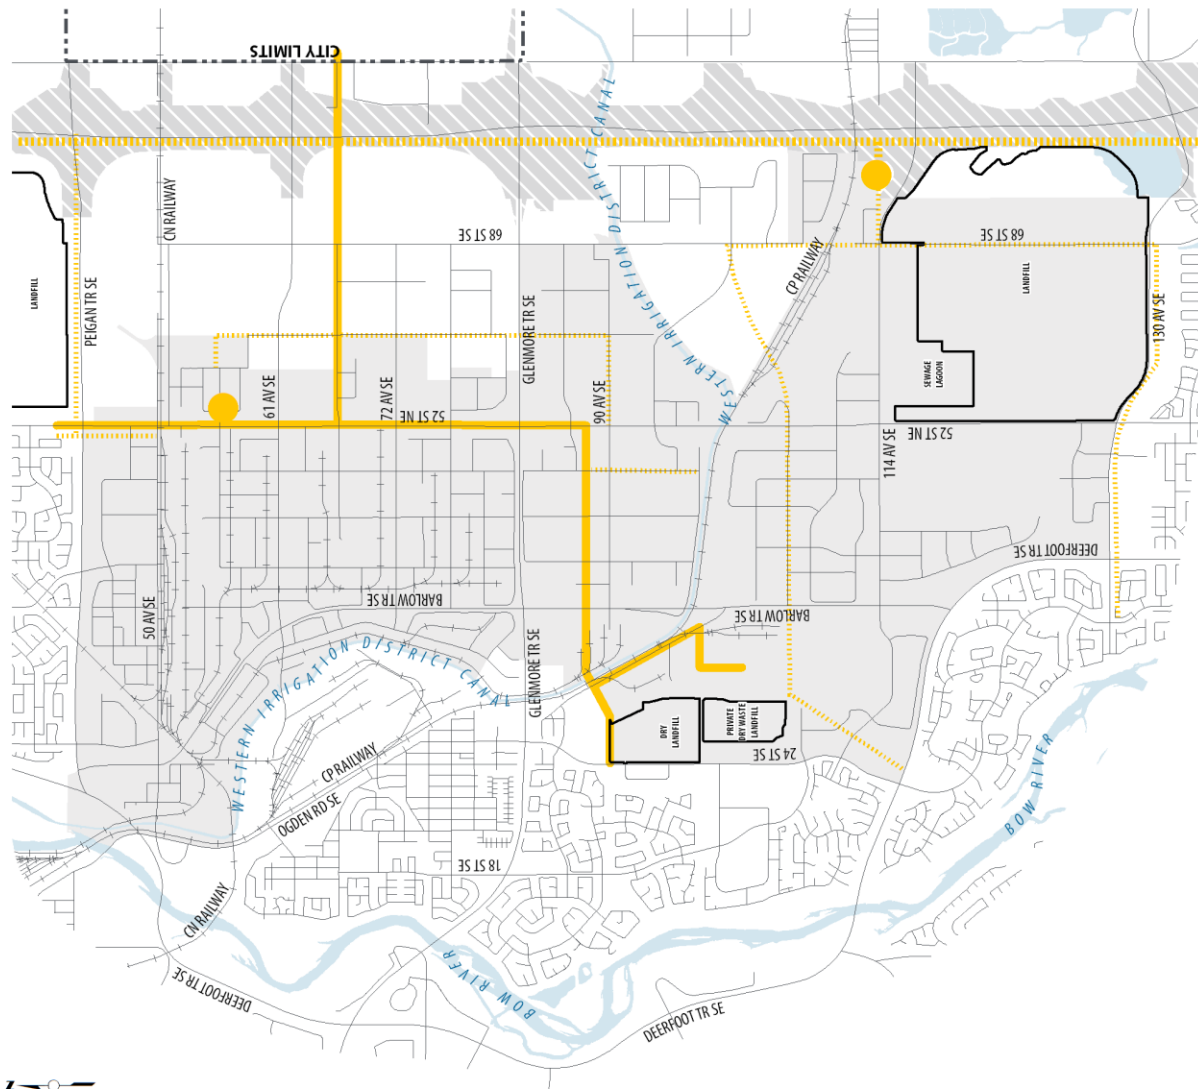 CITY LIMITS
WESTERN IRRIGATION DISTRICT CANAL
CN RAILWAY
68 ST SE
68 ST SE
CP RAILWAY
LANDFILL
PEIGAN TR SE
LANDFILL
GLENMORE TR SE
130 AV SE
SEWAGE
LAGOON
61 AV SE
72 AV SE
52 ST NE
90 AV SE
114 AV SE
52 ST NE
DEERFOOT TR SE
50 AV SE
BARLOW TR SE
BARLOW TR SE
WESTERN IRRIGATION DISTRICT CANAL
GLENMORE TR SE
DRY
LANDFILL
PRIVATE
DRY WASTE
LANDFILL
24 ST SE
CP RAILWAY
OGDEN RD SE
BOW RIVER
18 ST SE
CN RAILWAY
DEERFOOT TR SE
BOW RIVER
DEERFOOT TR SE